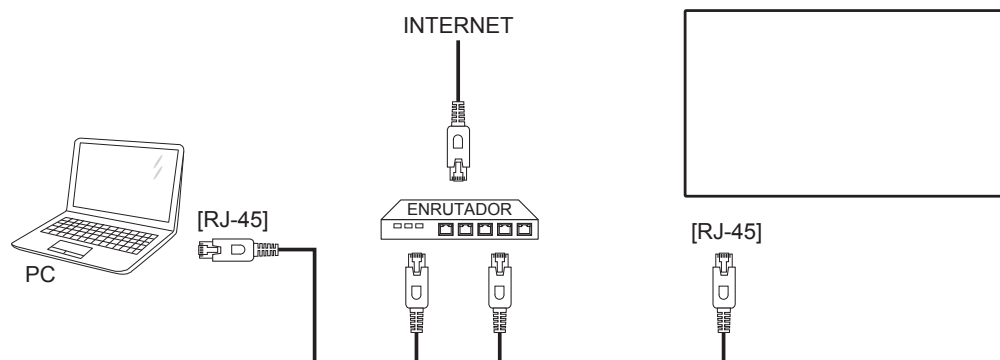 INTERNET
ENRUTADOR
[RJ-45]
[RJ-45]
PC